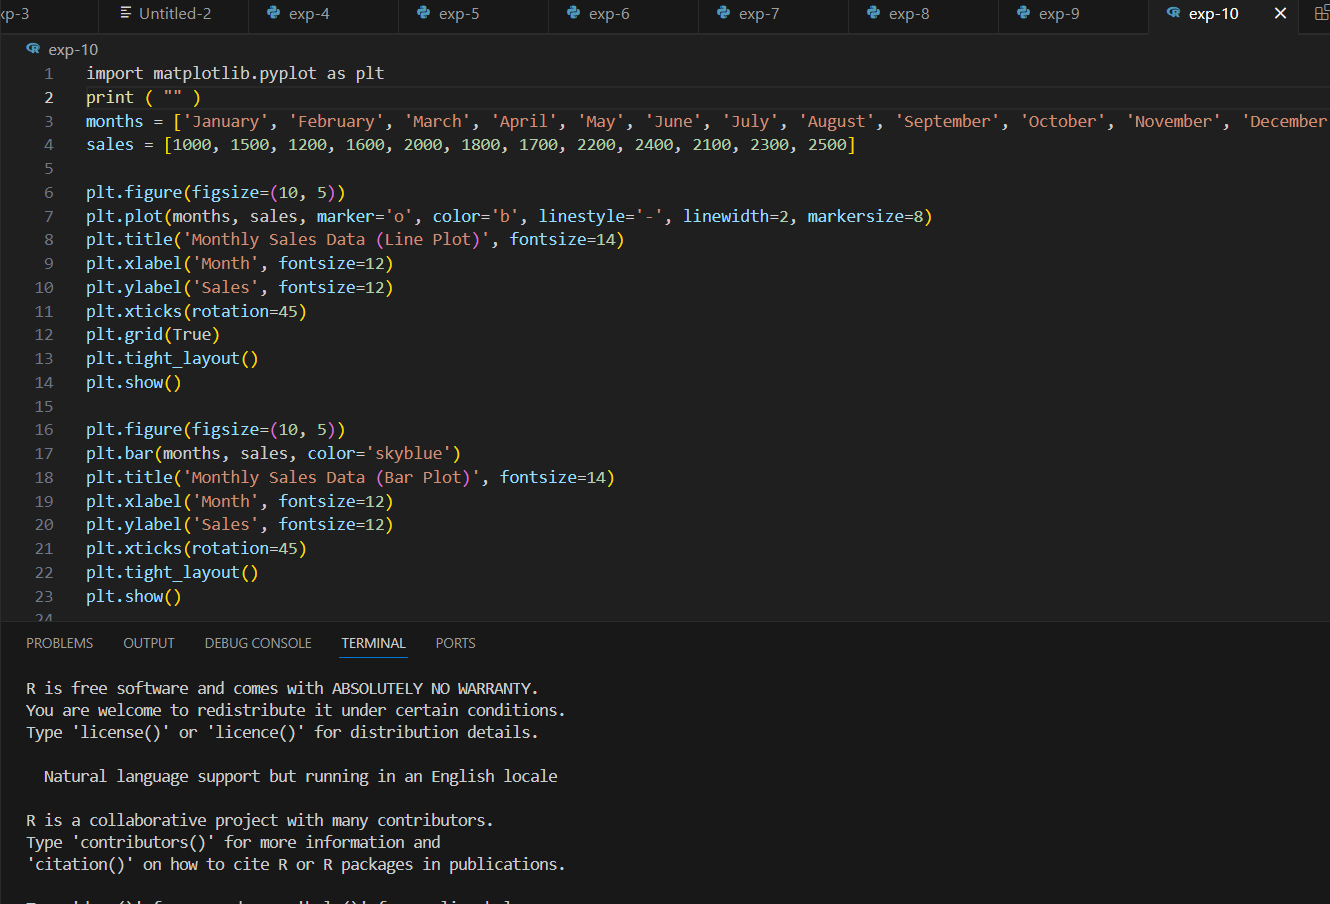 xp-3 Untitled-2 exp-4 exp-5 exp-6 exp-7 exp-8 exp-9 exp-10
exp-10
1 import matplotlib.pyplot as plt
2 print ( "" )
3 months = ['January', 'February', 'March', 'April', 'May', 'June', 'July', 'August', 'September', 'October', 'November', 'December
4 sales = [1000, 1500, 1200, 1600, 2000, 1800, 1700, 2200, 2400, 2100, 2300, 2500]
5
6 plt.figure(figsize=(10, 5))
7 plt.plot(months, sales, marker='o', color='b', linestyle='-', linewidth=2, markersize=8)
8 plt.title('Monthly Sales Data (Line Plot)', fontsize=14)
9 plt.xlabel('Month', fontsize=12)
10 plt.ylabel('Sales', fontsize=12)
11 plt.xticks(rotation=45)
12 plt.grid(True)
13 plt.tight_layout()
14 plt.show()
15
16 plt.figure(figsize=(10, 5))
17 plt.bar(months, sales, color='skyblue')
18 plt.title('Monthly Sales Data (Bar Plot)', fontsize=14)
19 plt.xlabel('Month', fontsize=12)
20 plt.ylabel('Sales', fontsize=12)
21 plt.xticks(rotation=45)
22 plt.tight_layout()
23 plt.show()
24
PROBLEMS OUTPUT DEBUG CONSOLE TERMINAL PORTS
R is free software and comes with ABSOLUTELY NO WARRANTY.
You are welcome to redistribute it under certain conditions.
Type 'license()' or 'licence()' for distribution details.
Natural language support but running in an English locale
R is a collaborative project with many contributors.
Type 'contributors()' for more information and
'citation()' on how to cite R or R packages in publications.